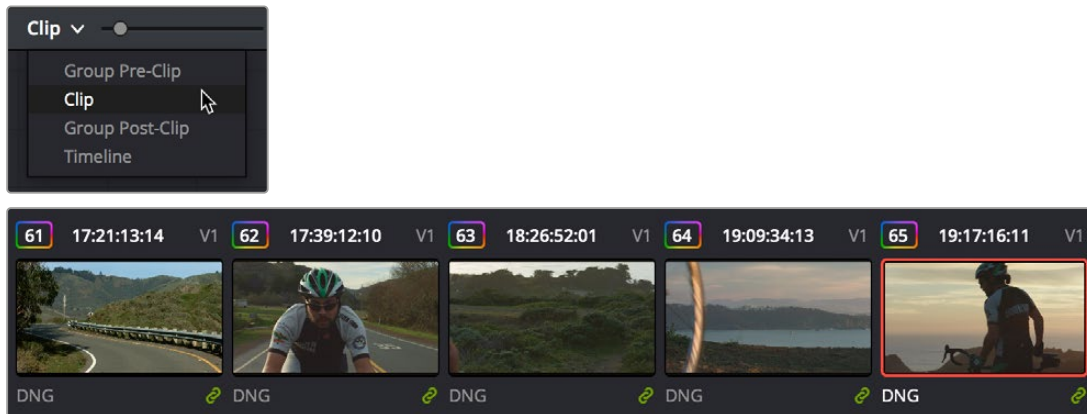 Clip
Group Pre-Clip
Clip
Group Post-Clip
Timeline
61 17:21:13:14 V1 62 17:39:12:10 V1 63 18:26:52:01 V1 64 19:09:34:13 V1 65 19:17:16:11 V1
DNG DNG DNG DNG DNG